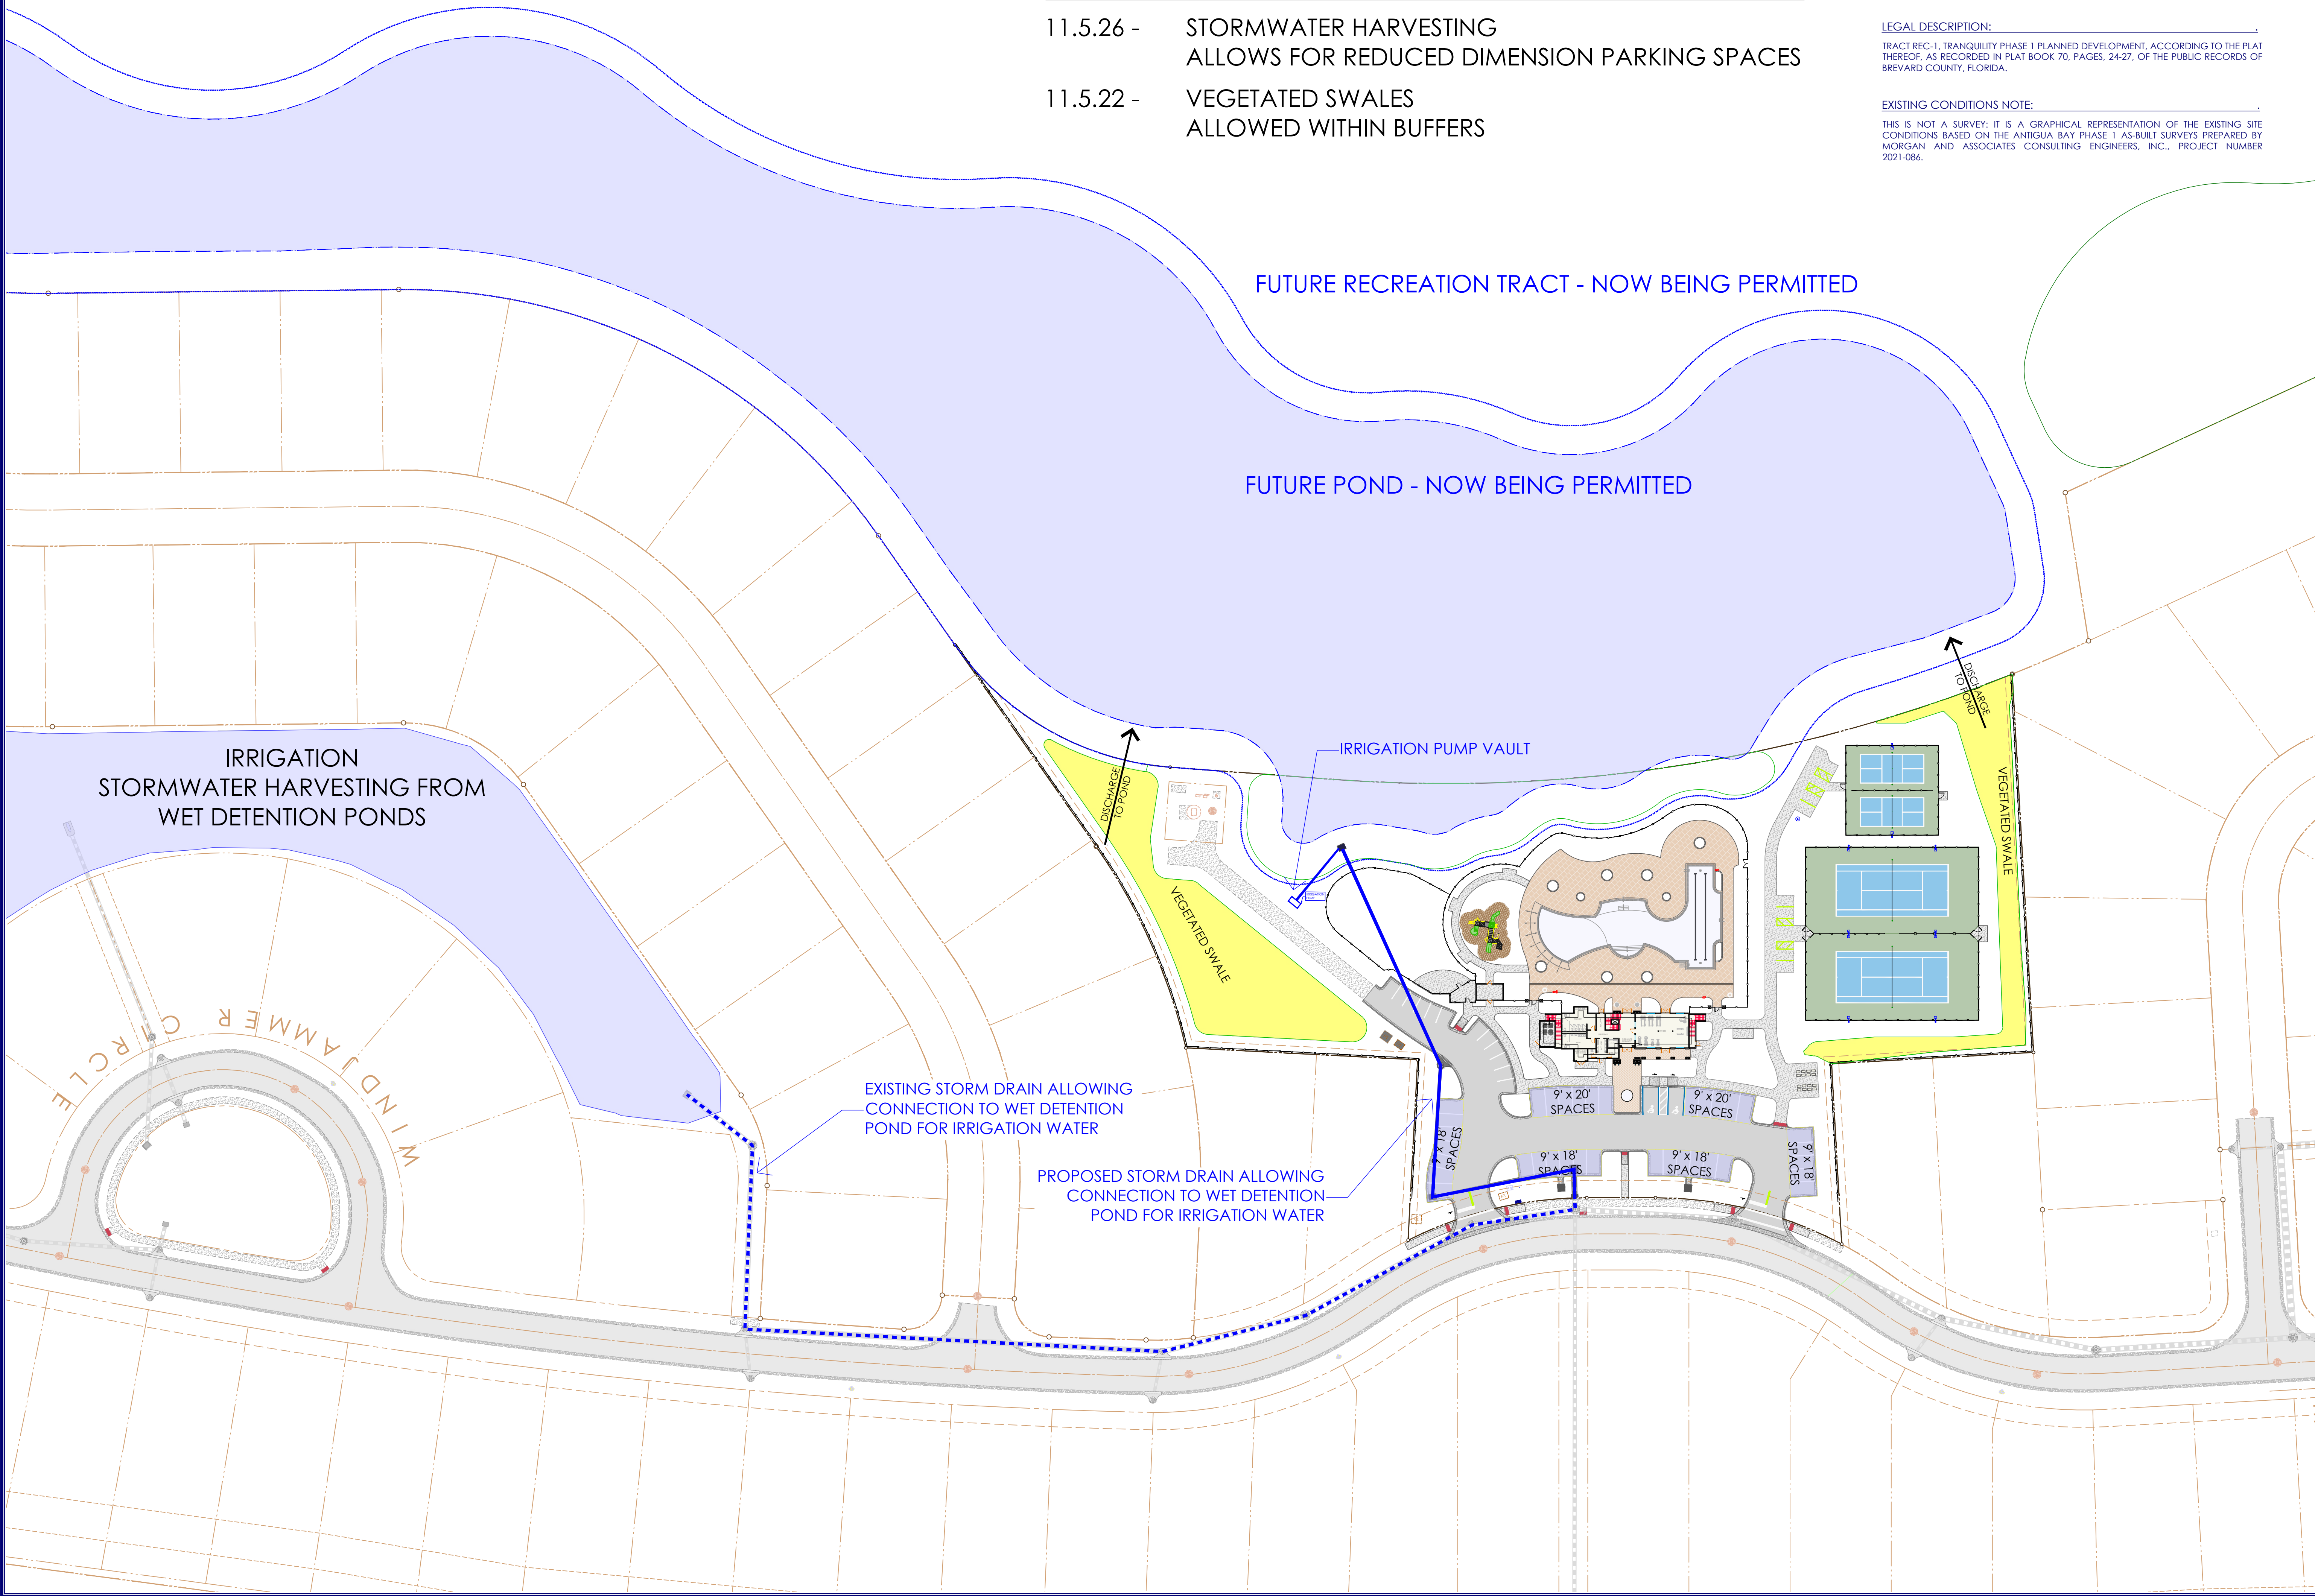 11.5.26 - STORMWATER HARVESTING
ALLOWS FOR REDUCED DIMENSION PARKING SPACES
11.5.22 - VEGETATED SWALES
ALLOWED WITHIN BUFFERS
LEGAL DESCRIPTION: .
TRACT REC-1, TRANQUILITY PHASE 1 PLANNED DEVELOPMENT, ACCORDING TO THE PLAT
THEREOF, AS RECORDED IN PLAT BOOK 70, PAGES, 24-27, OF THE PUBLIC RECORDS OF
BREVARD COUNTY, FLORIDA.
EXISTING CONDITIONS NOTE: .
THIS IS NOT A SURVEY: IT IS A GRAPHICAL REPRESENTATION OF THE EXISTING SITE
CONDITIONS BASED ON THE ANTIGUA BAY PHASE 1 AS-BUILT SURVEYS PREPARED BY
MORGAN AND ASSOCIATES CONSULTING ENGINEERS, INC., PROJECT NUMBER
2021-086.
FUTURE RECREATION TRACT - NOW BEING PERMITTED
FUTURE POND - NOW BEING PERMITTED
DISCHARGE
TO POND
IRRIGATION PUMP VAULT
IRRIGATION
STORMWATER HARVESTING FROM
WET DETENTION PONDS
DISCHARGE
TO POND
VEGETATED SWALE
VEGETATED SWALE
WINDJAMMER CIRCLE
EXISTING STORM DRAIN ALLOWING
CONNECTION TO WET DETENTION
POND FOR IRRIGATION WATER
PROPOSED STORM DRAIN ALLOWING
CONNECTION TO WET DETENTION
POND FOR IRRIGATION WATER
9' x 20'
SPACES
9' x 20'
SPACES
9' x 18'
SPACES
9' x 18'
SPACES
9' x 18'
SPACES
9' x 18'
SPACES